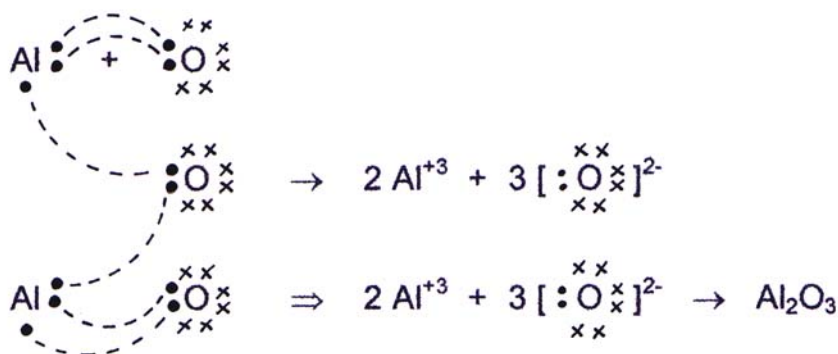 Al + O
O → 2 Al⁺³ + 3 [ :O ]²⁻
Al O ⇒ 2 Al⁺³ + 3 [ :O ]²⁻ → Al₂O₃